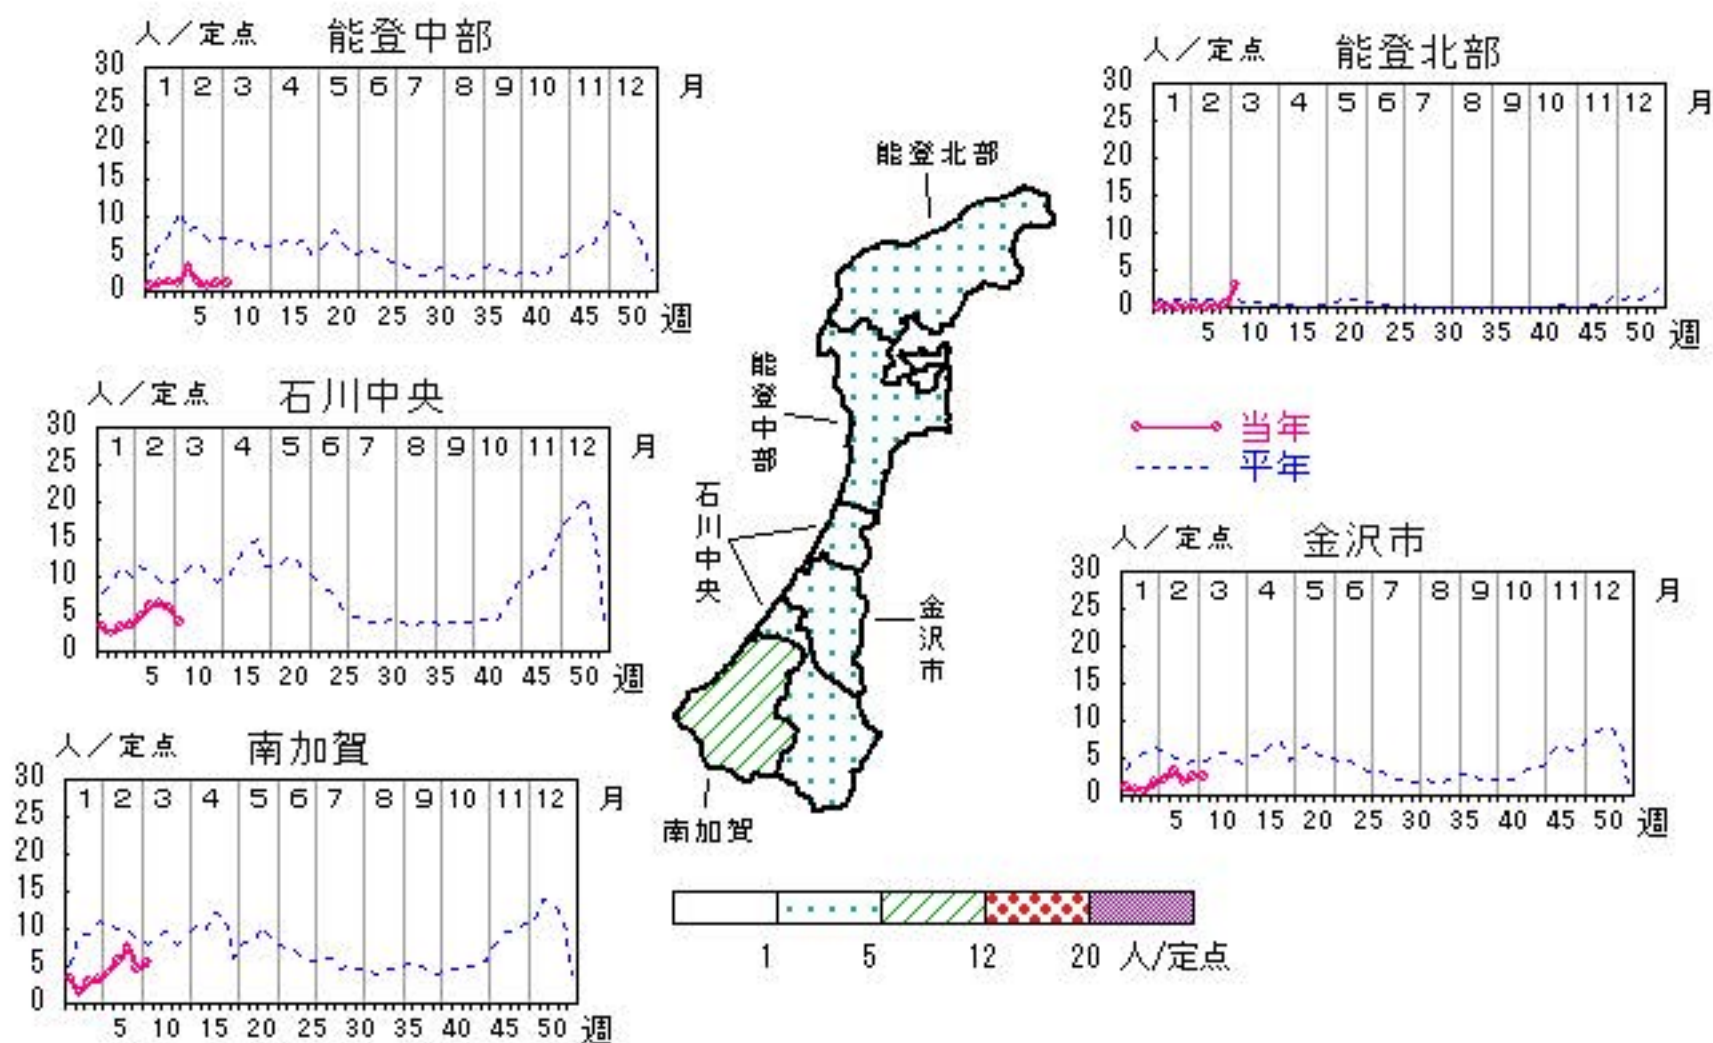 人／定点 能登中部
30 25 20 15 10 5 0
1 2 3 4 5 6 7 8 9 10 11 12 月
5 10 15 20 25 30 35 40 45 50 週
人／定点 能登北部
30 25 20 15 10 5 0
1 2 3 4 5 6 7 8 9 10 11 12 月
5 10 15 20 25 30 35 40 45 50 週
人／定点 石川中央
30 25 20 15 10 5 0
1 2 3 4 5 6 7 8 9 10 12 月
5 10 15 20 25 30 35 40 45 50 週
当年
平年
人／定点 金沢市
30 25 20 15 10 5 0
1 2 3 4 5 6 7 8 9 10 11 12 月
5 10 15 20 25 30 35 40 45 50 週
人／定点 南加賀
30 25 20 15 10 5 0
1 2 3 4 5 6 7 8 9 10 11 12 月
5 10 15 20 25 30 35 40 45 50 週
能登北部
能登中部
石川中央
金沢市
南加賀
1 5 12 20 人/定点